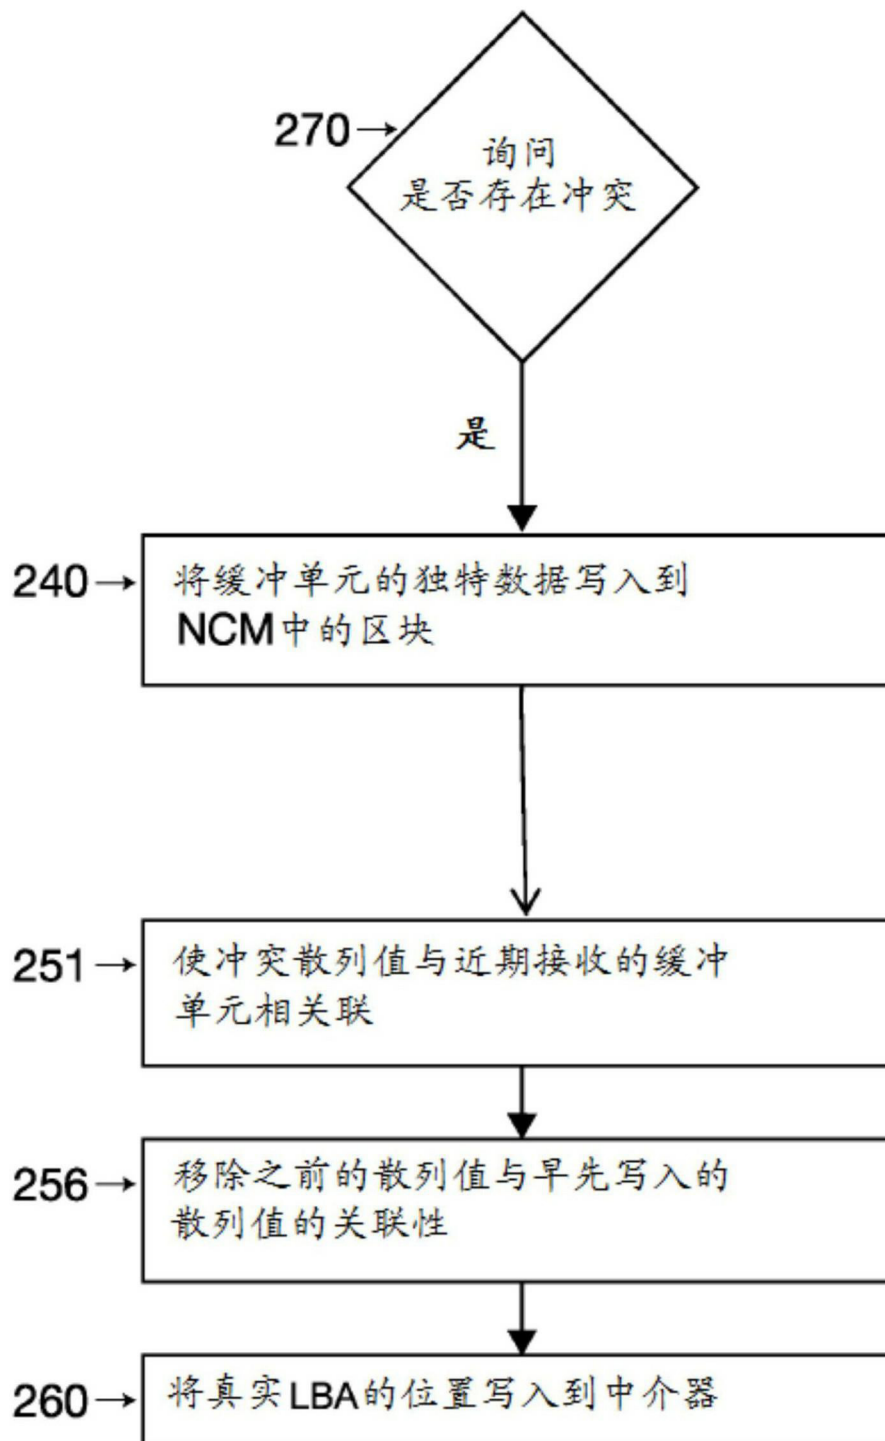 270
询问
是否存在冲突
是
240
将缓冲单元的独特数据写入到
NCM中的区块
251
使冲突散列值与近期接收的缓冲
单元相关联
256
移除之前的散列值与早先写入的
散列值的关联性
260
将真实LBA的位置写入到中介器